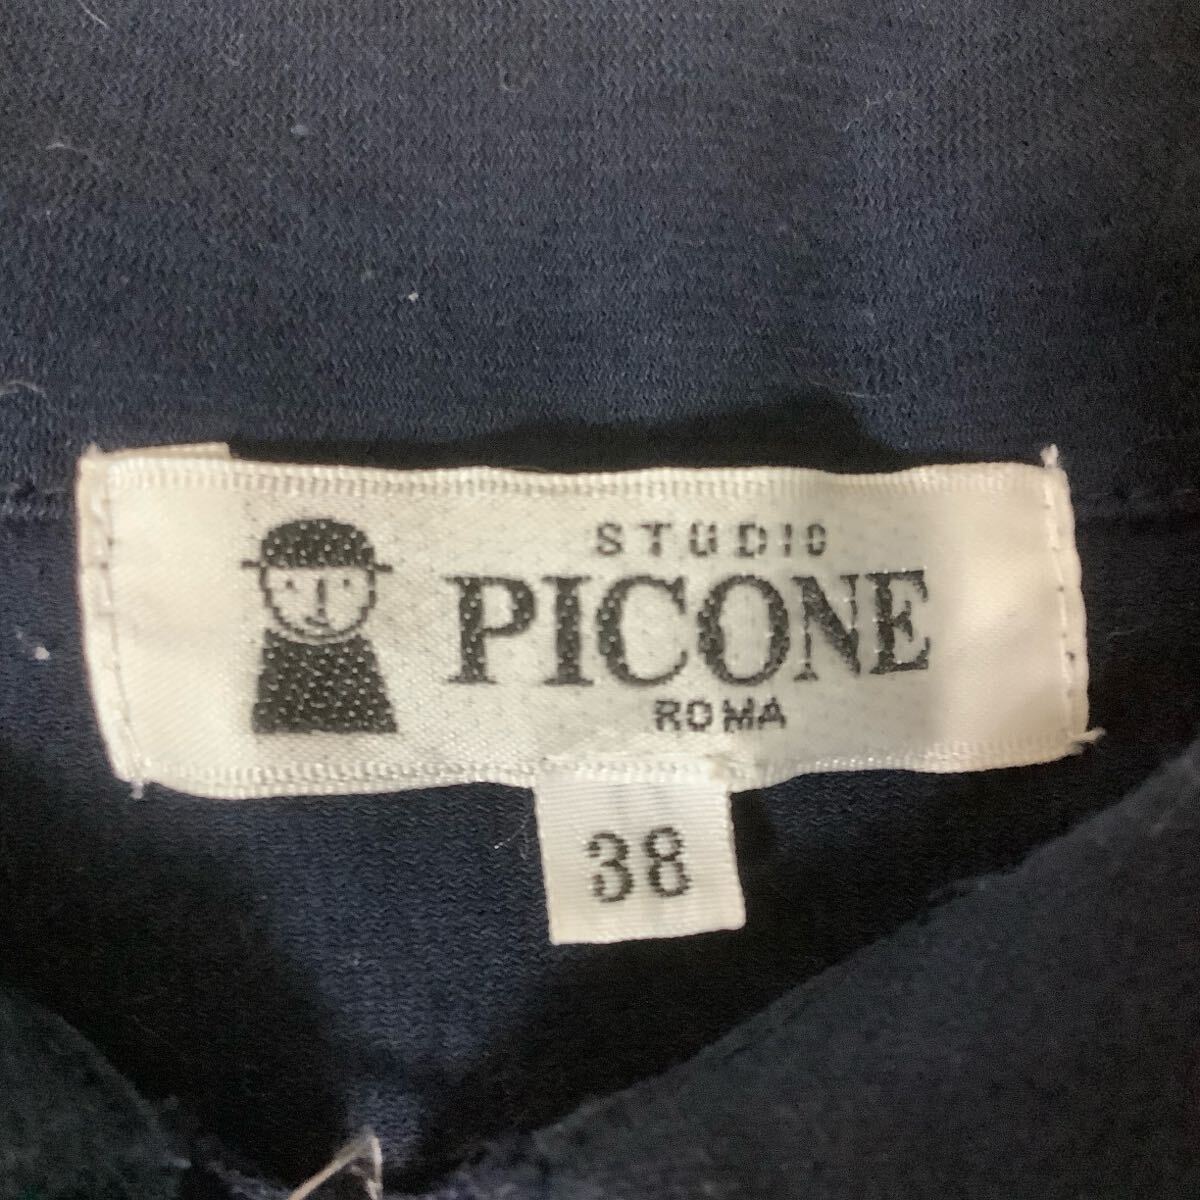 STUDIO
PICONE
ROMA
38